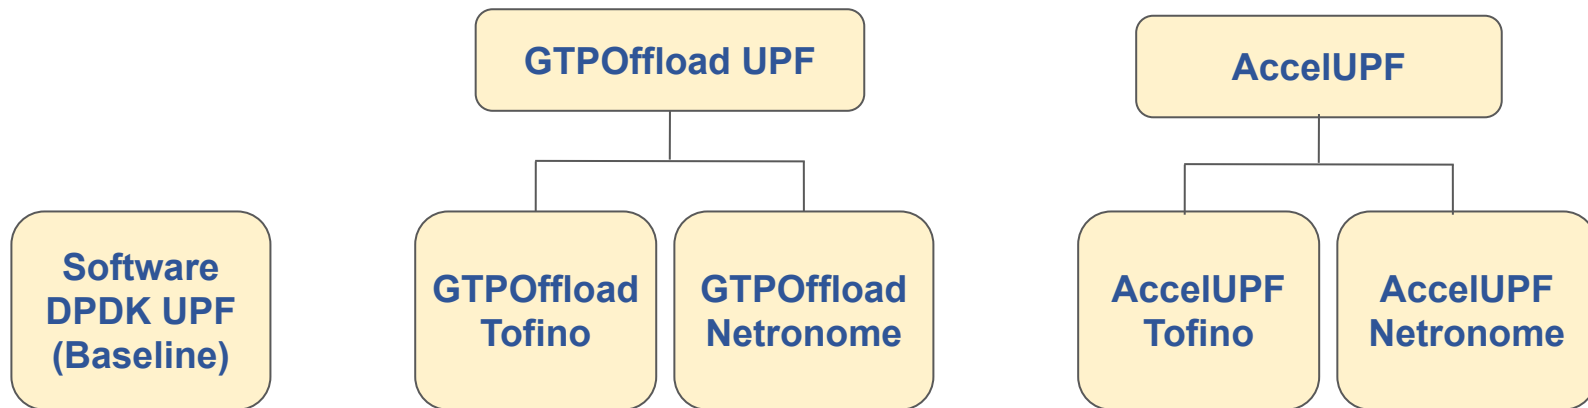 GTPOffload UPF
AccelUPF
Software
DPDK UPF
(Baseline)
GTPOffload
Tofino
GTPOffload
Netronome
AccelUPF
Tofino
AccelUPF
Netronome